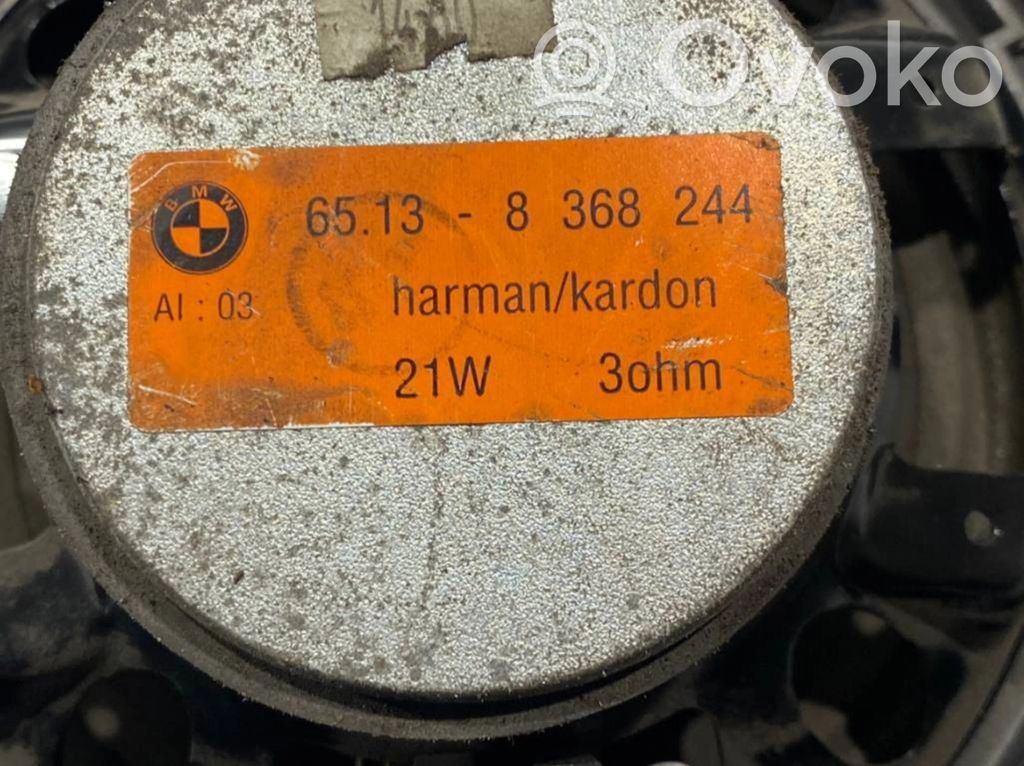 Ovoko
BMW
65.13 - 8 368 244
AI : 03
harman/kardon
21W 3ohm